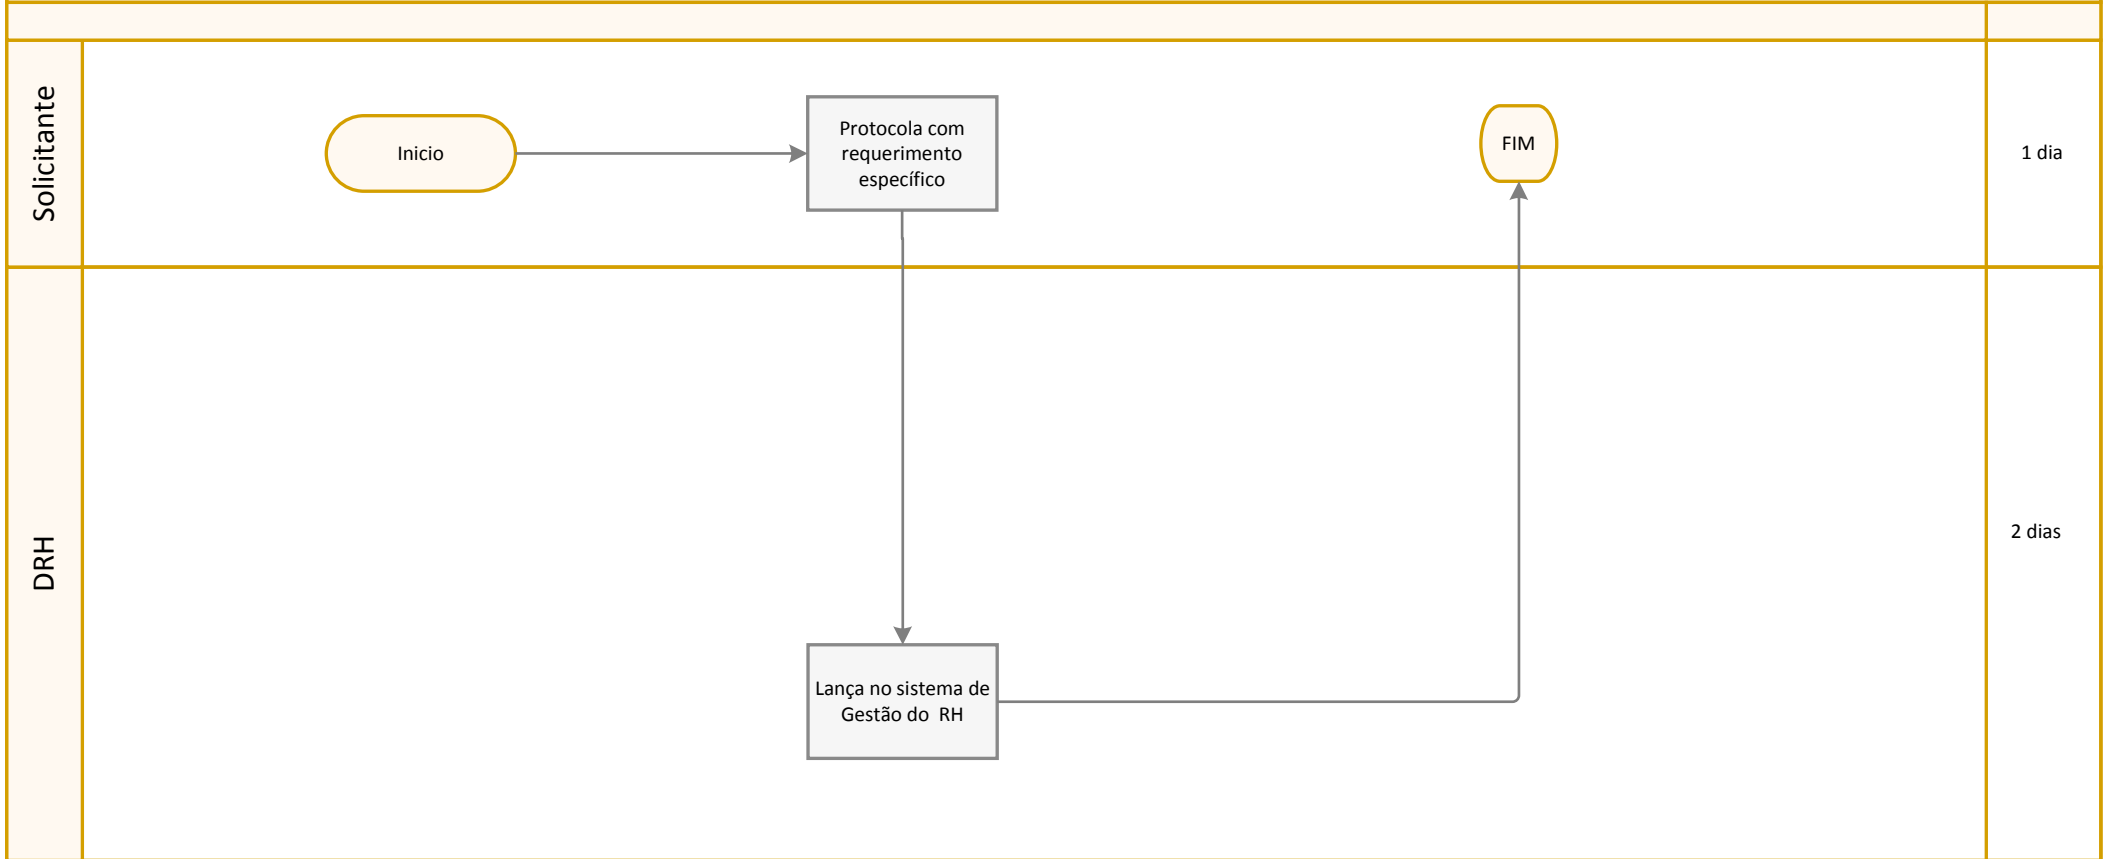 Solicitante
Inicio
Protocola com
requerimento
específico
FIM
1 dia
DRH
Lança no sistema de
Gestão do  RH
2 dias